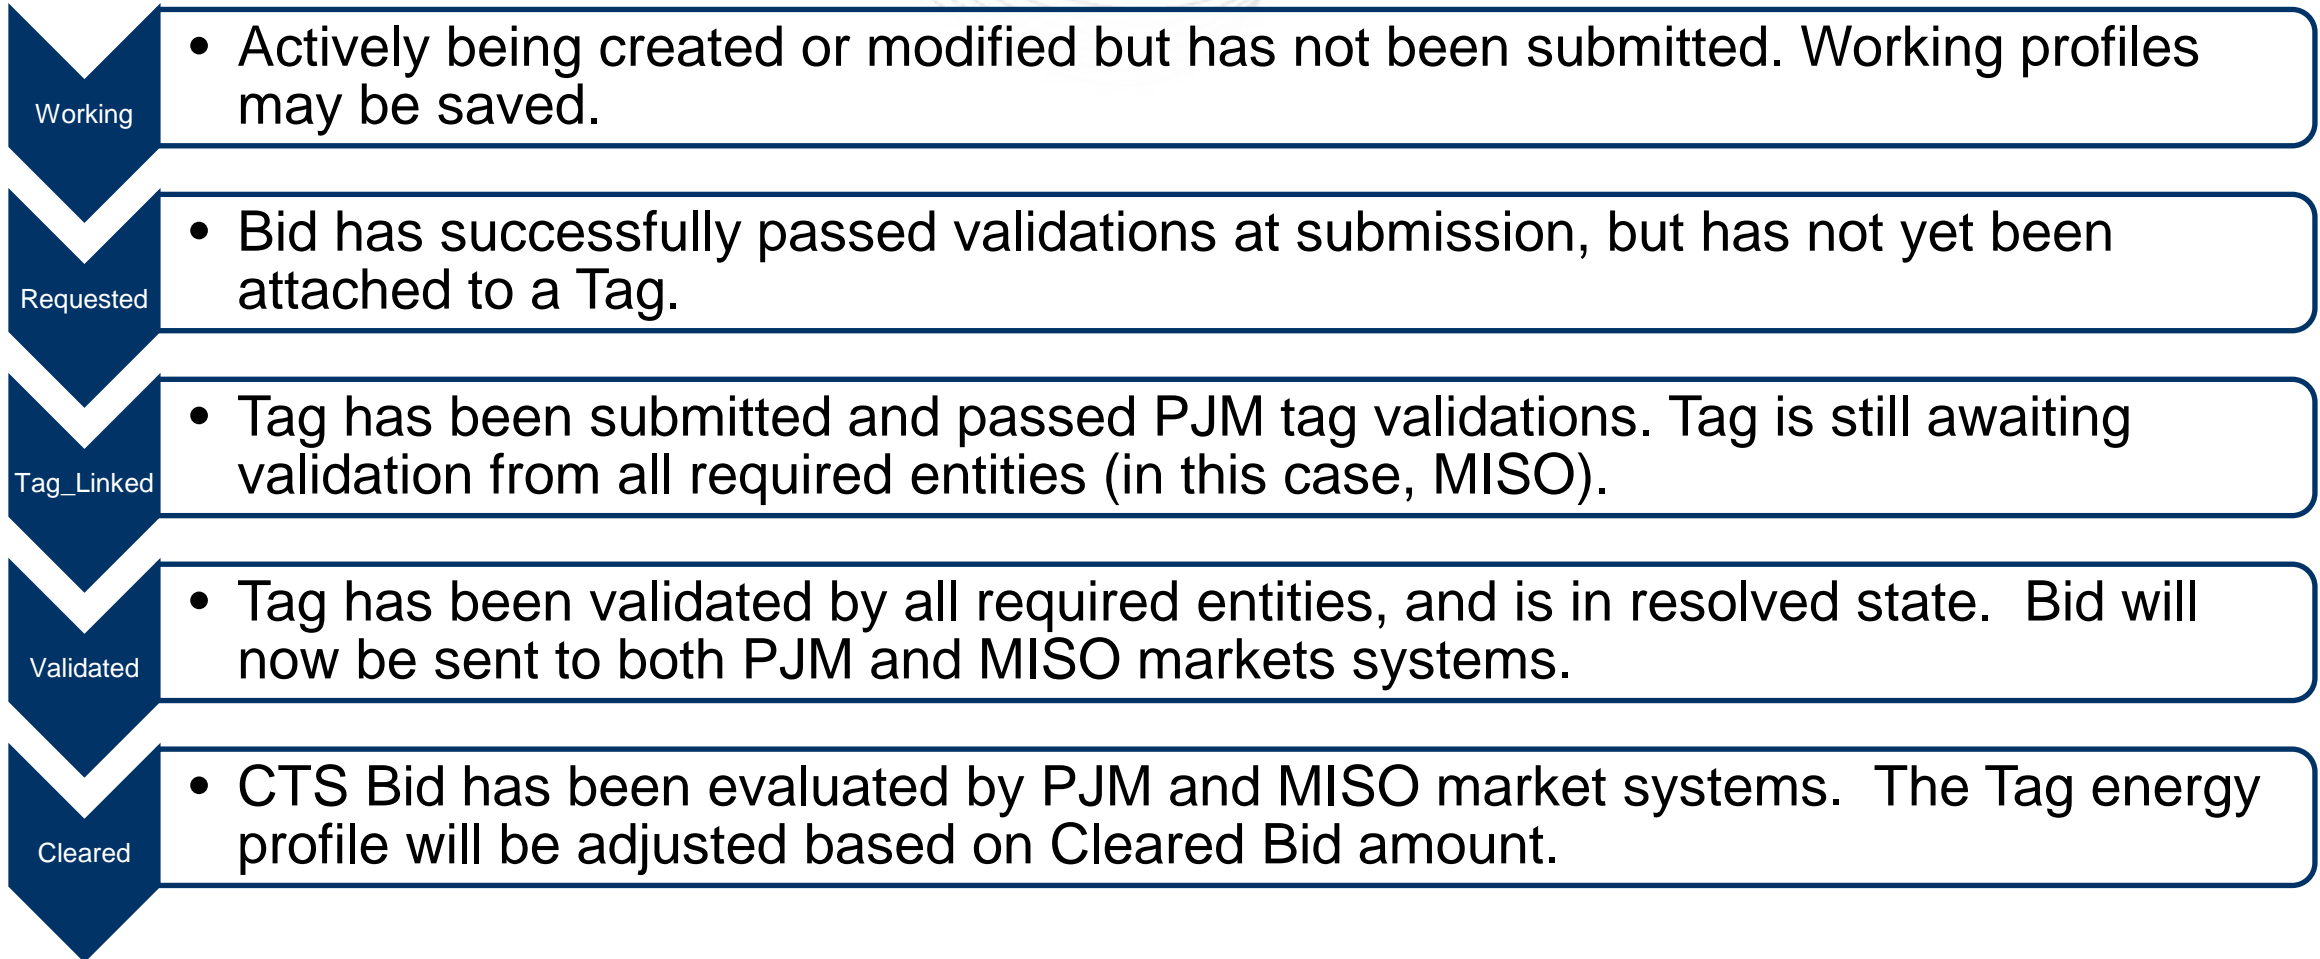 Working
• Actively being created or modified but has not been submitted. Working profiles
may be saved.
Requested
• Bid has successfully passed validations at submission, but has not yet been
attached to a Tag.
Tag_Linked
• Tag has been submitted and passed PJM tag validations. Tag is still awaiting
validation from all required entities (in this case, MISO).
Validated
• Tag has been validated by all required entities, and is in resolved state.  Bid will
now be sent to both PJM and MISO markets systems.
Cleared
• CTS Bid has been evaluated by PJM and MISO market systems.  The Tag energy
profile will be adjusted based on Cleared Bid amount.